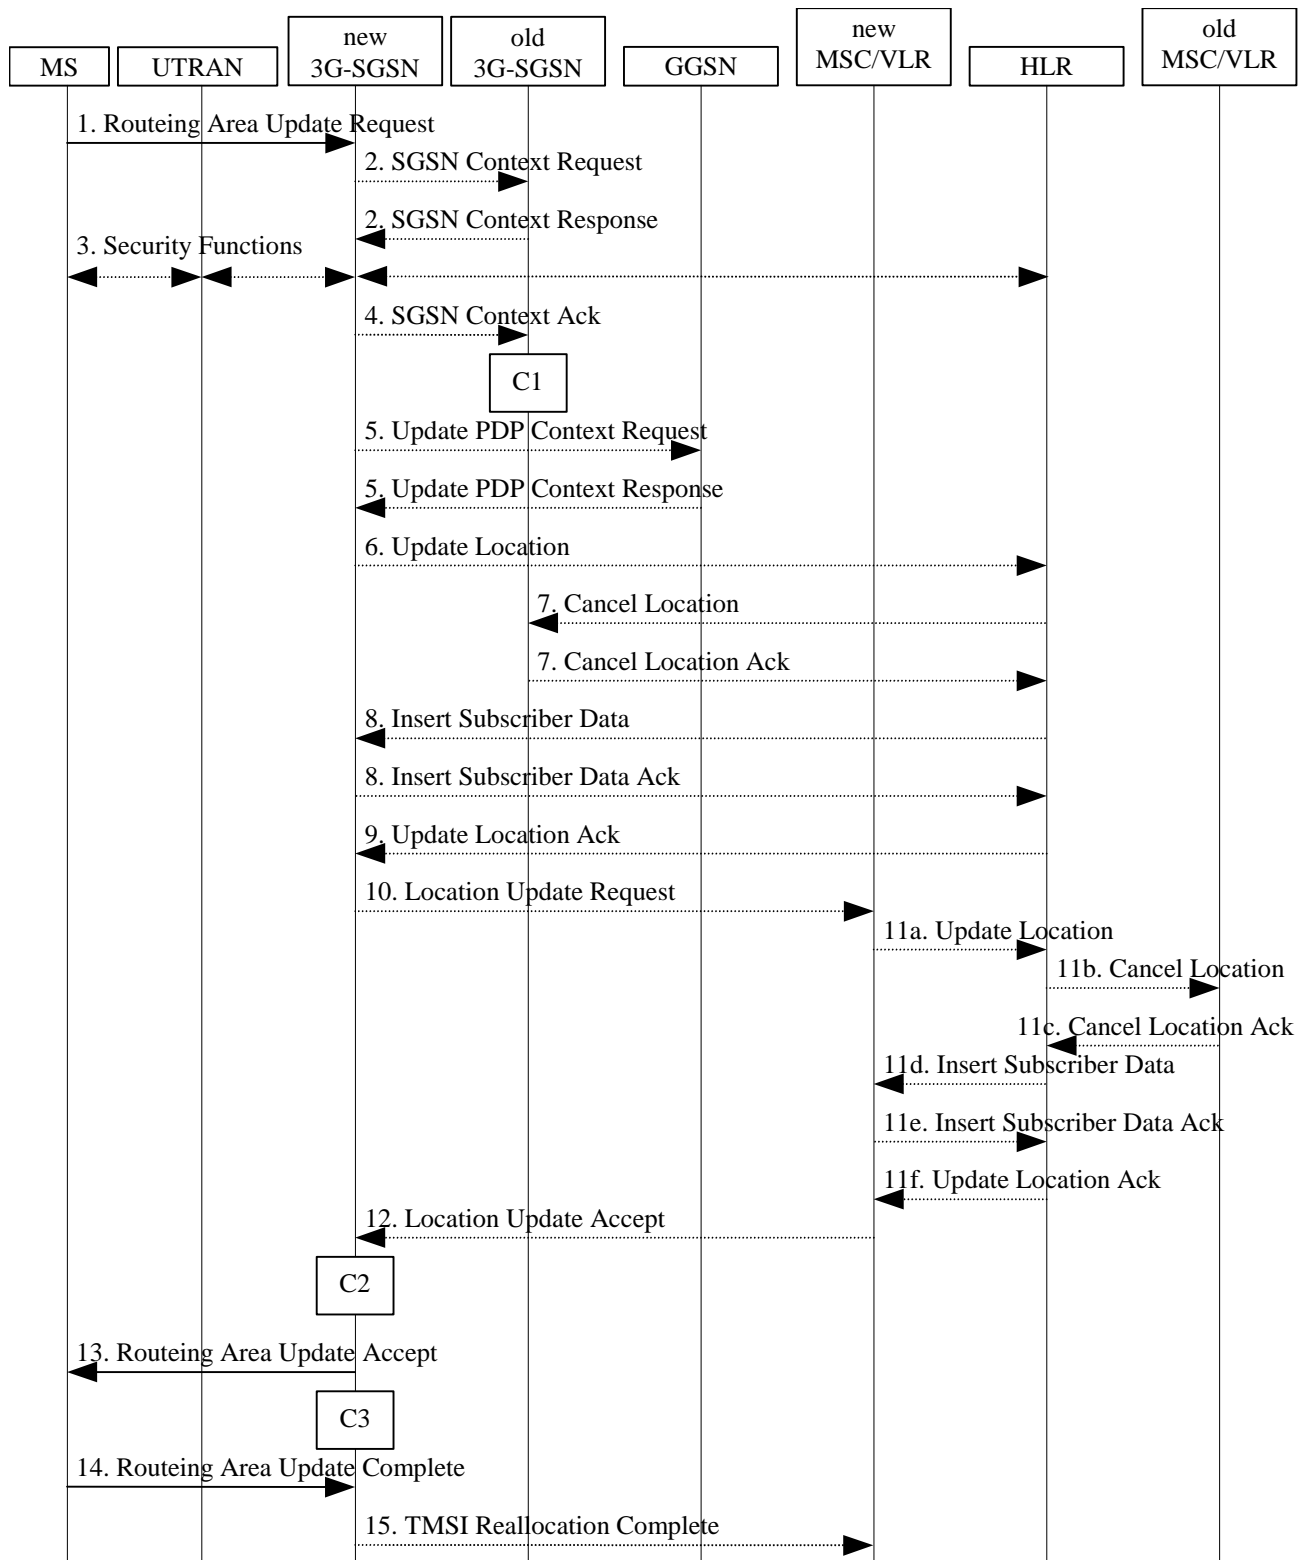 MS
UTRAN
new
3G-SGSN
old
3G-SGSN
GGSN
new
MSC/VLR
HLR
old
MSC/VLR
1. Routeing Area Update Request
2. SGSN Context Request
2. SGSN Context Response
3. Security Functions
4. SGSN Context Ack
C1
5. Update PDP Context Request
5. Update PDP Context Response
6. Update Location
7. Cancel Location
7. Cancel Location Ack
8. Insert Subscriber Data
8. Insert Subscriber Data Ack
9. Update Location Ack
10. Location Update Request
11a. Update Location
11b. Cancel Location
11c. Cancel Location Ack
11d. Insert Subscriber Data
11e. Insert Subscriber Data Ack
11f. Update Location Ack
12. Location Update Accept
C2
13. Routeing Area Update Accept
C3
14. Routeing Area Update Complete
15. TMSI Reallocation Complete